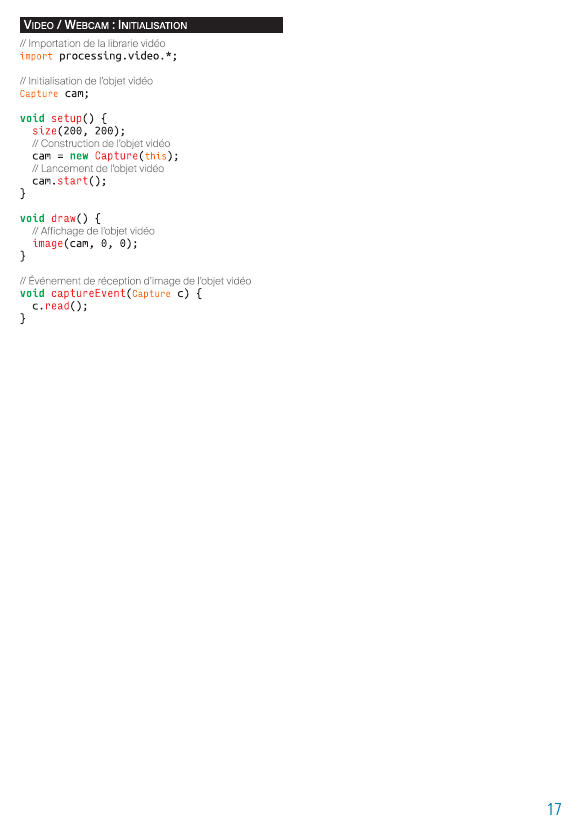 VIDEO / WEBCAM : INITIALISATION
// Importation de la librarie vidéo
import processing.video.*;
// Initialisation de l'objet vidéo
Capture cam;
void setup() {
size(200, 200);
// Construction de l'objet vidéo
cam = new Capture(this);
// Lancement de l'objet vidéo
cam.start();
}
void draw() {
// Affichage de l'objet vidéo
image(cam, 0, 0);
}
// Événement de réception d'image de l'objet vidéo
void captureEvent(Capture c) {
c.read();
}
17